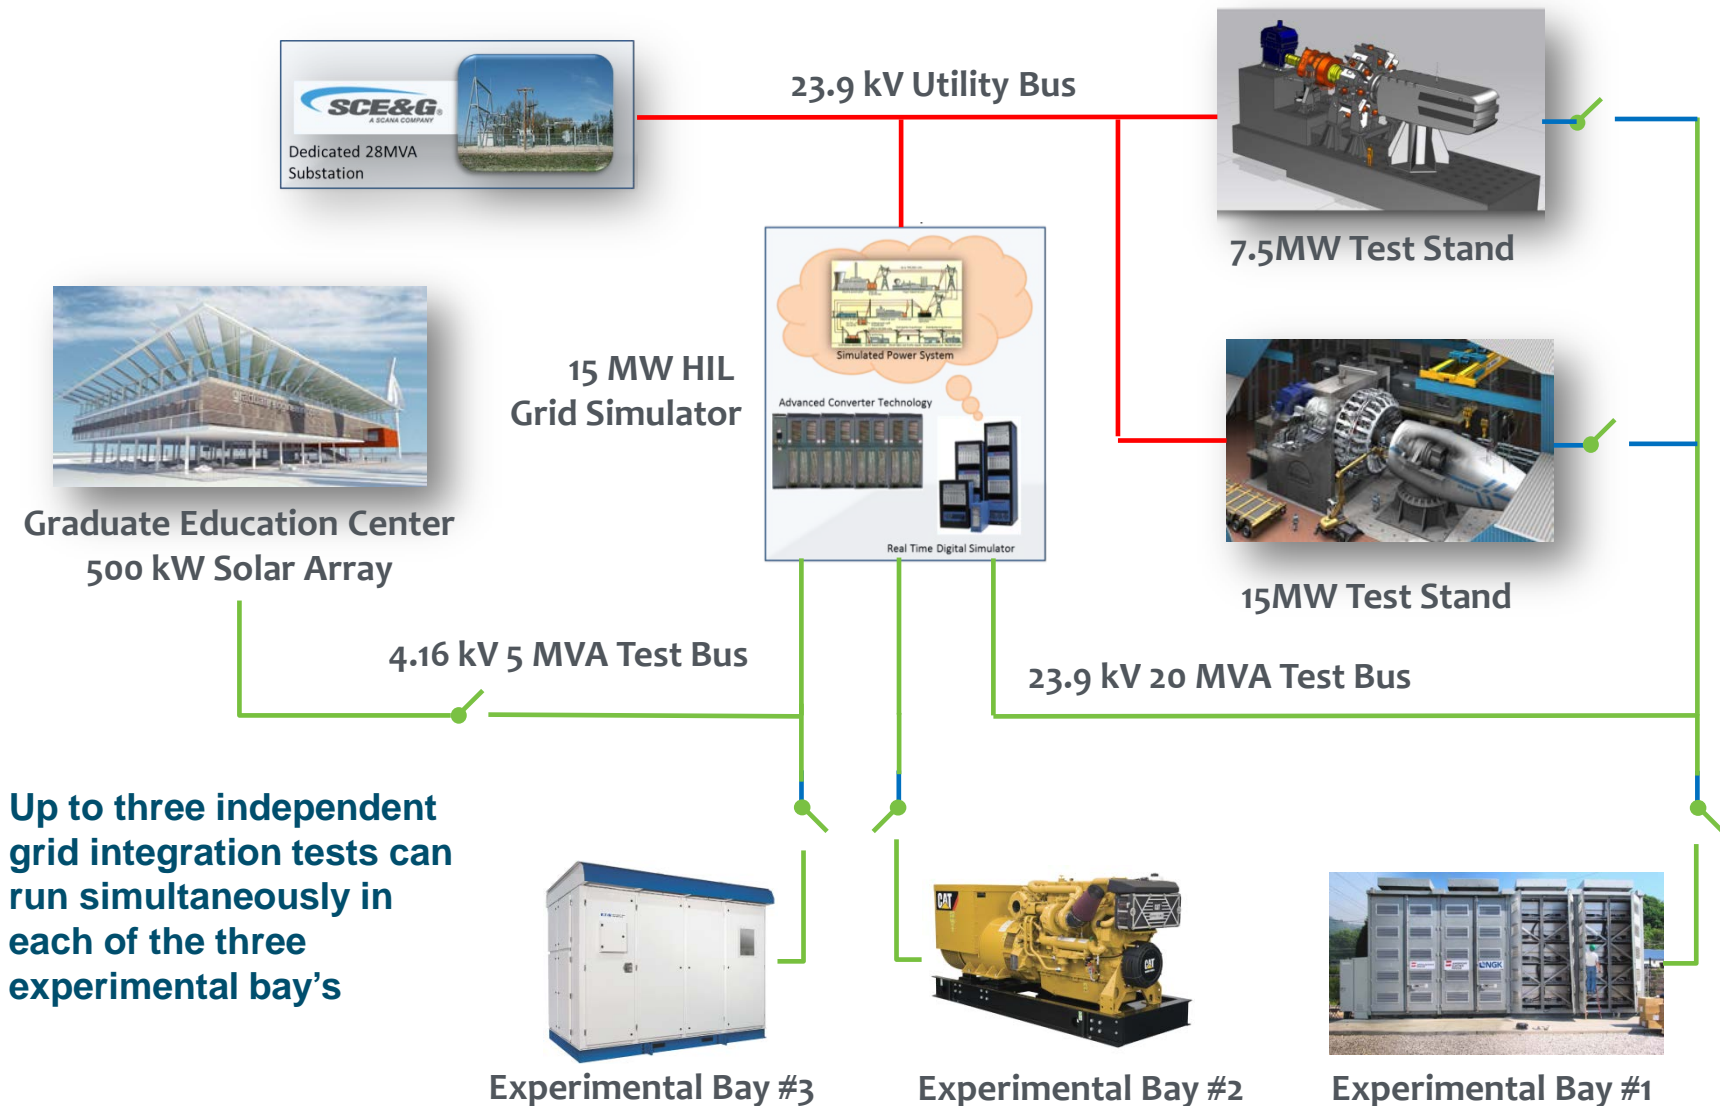 SCE&G®
A SCANA COMPANY
Dedicated 28MVA
Substation
23.9 kV Utility Bus
7.5MW Test Stand
Simulated Power System
15 MW HIL
Grid Simulator
Advanced Converter Technology
Real Time Digital Simulator
Graduate Education Center
500 kW Solar Array
15MW Test Stand
4.16 kV 5 MVA Test Bus
23.9 kV 20 MVA Test Bus
Up to three independent
grid integration tests can
run simultaneously in
each of the three
experimental bay's
CAT
CAT
NGK
Experimental Bay #3
Experimental Bay #2
Experimental Bay #1